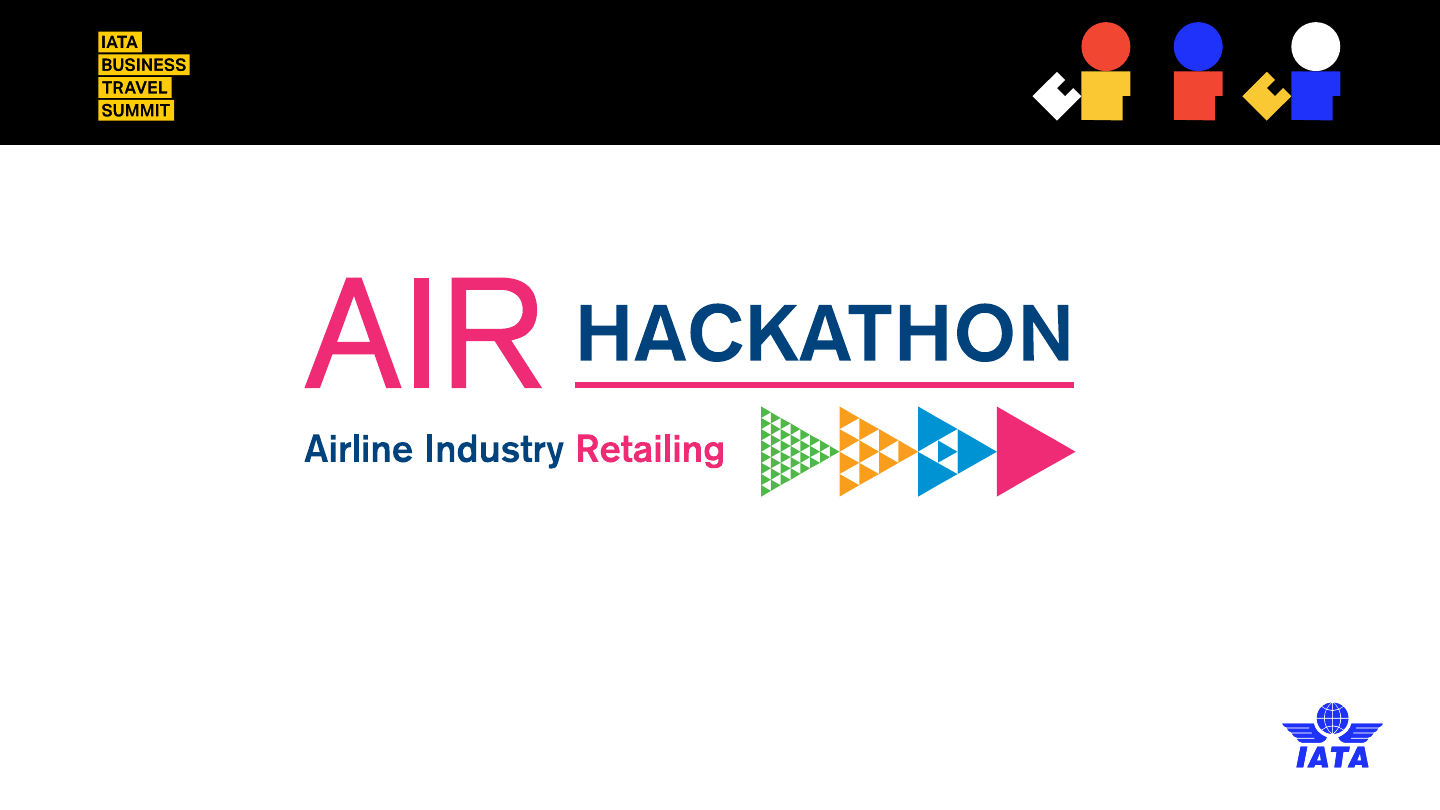 IATA
BUSINESS
TRAVEL
SUMMIT
AIR HACKATHON
Airline Industry Retailing
IATA